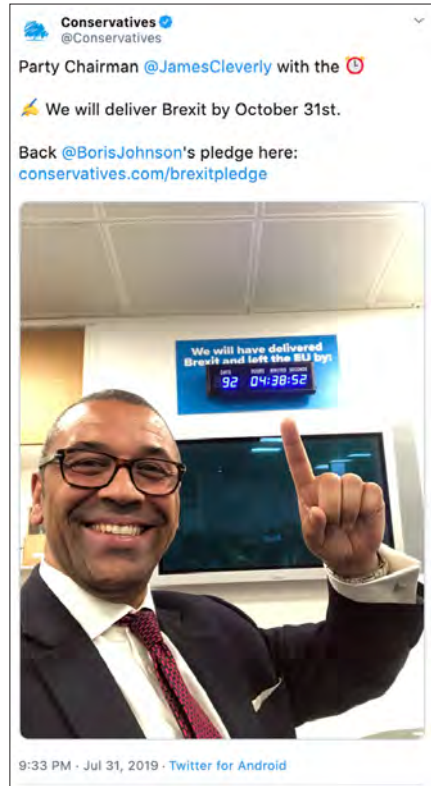 Conservatives
@Conservatives
Party Chairman @JamesCleverly with the ⏰
✍️ We will deliver Brexit by October 31st.
Back @BorisJohnson's pledge here:
conservatives.com/brexitpledge
We will have delivered
Brexit and left the EU by:
DAYS HOURS MINUTES SECONDS
92 04:38:52
9:33 PM · Jul 31, 2019 · Twitter for Android